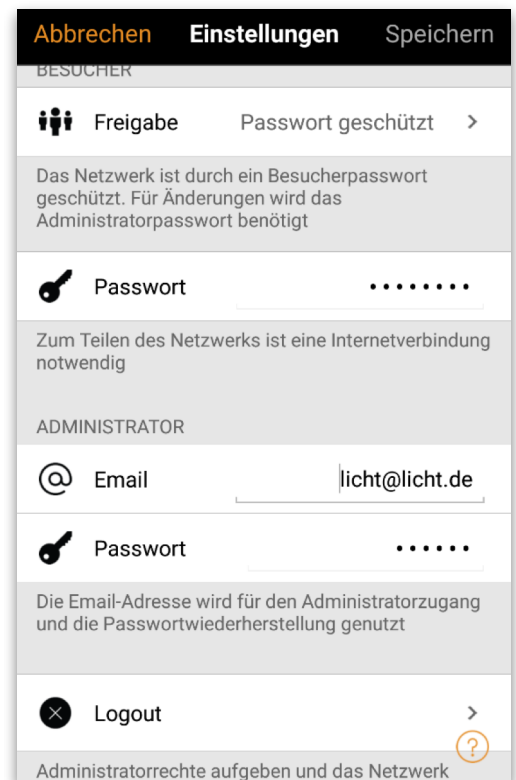 Abbrechen Einstellungen Speichern
BESUCHER
Freigabe Passwort geschützt >
Das Netzwerk ist durch ein Besucherpasswort
geschützt. Für Änderungen wird das
Administratorpasswort benötigt
Passwort ••••••••
Zum Teilen des Netzwerks ist eine Internetverbindung
notwendig
ADMINISTRATOR
Email licht@licht.de
Passwort ••••••
Die Email-Adresse wird für den Administratorzugang
und die Passwortwiederherstellung genutzt
Logout >
?
Administratorrechte aufgeben und das Netzwerk